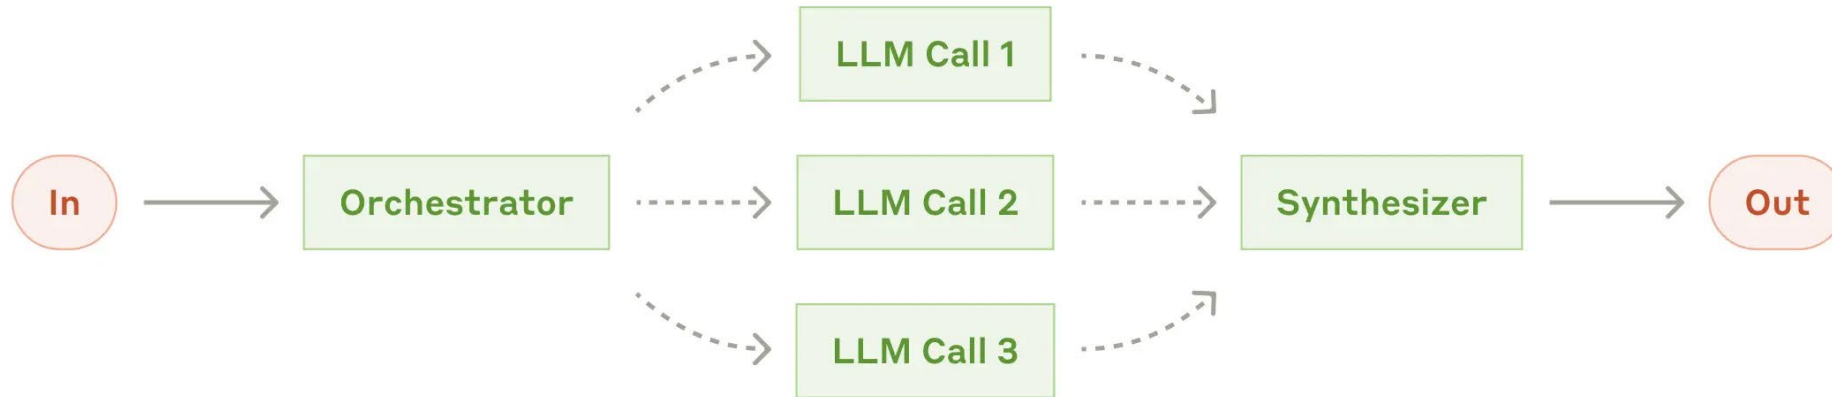 In
Orchestrator
LLM Call 1
LLM Call 2
LLM Call 3
Synthesizer
Out